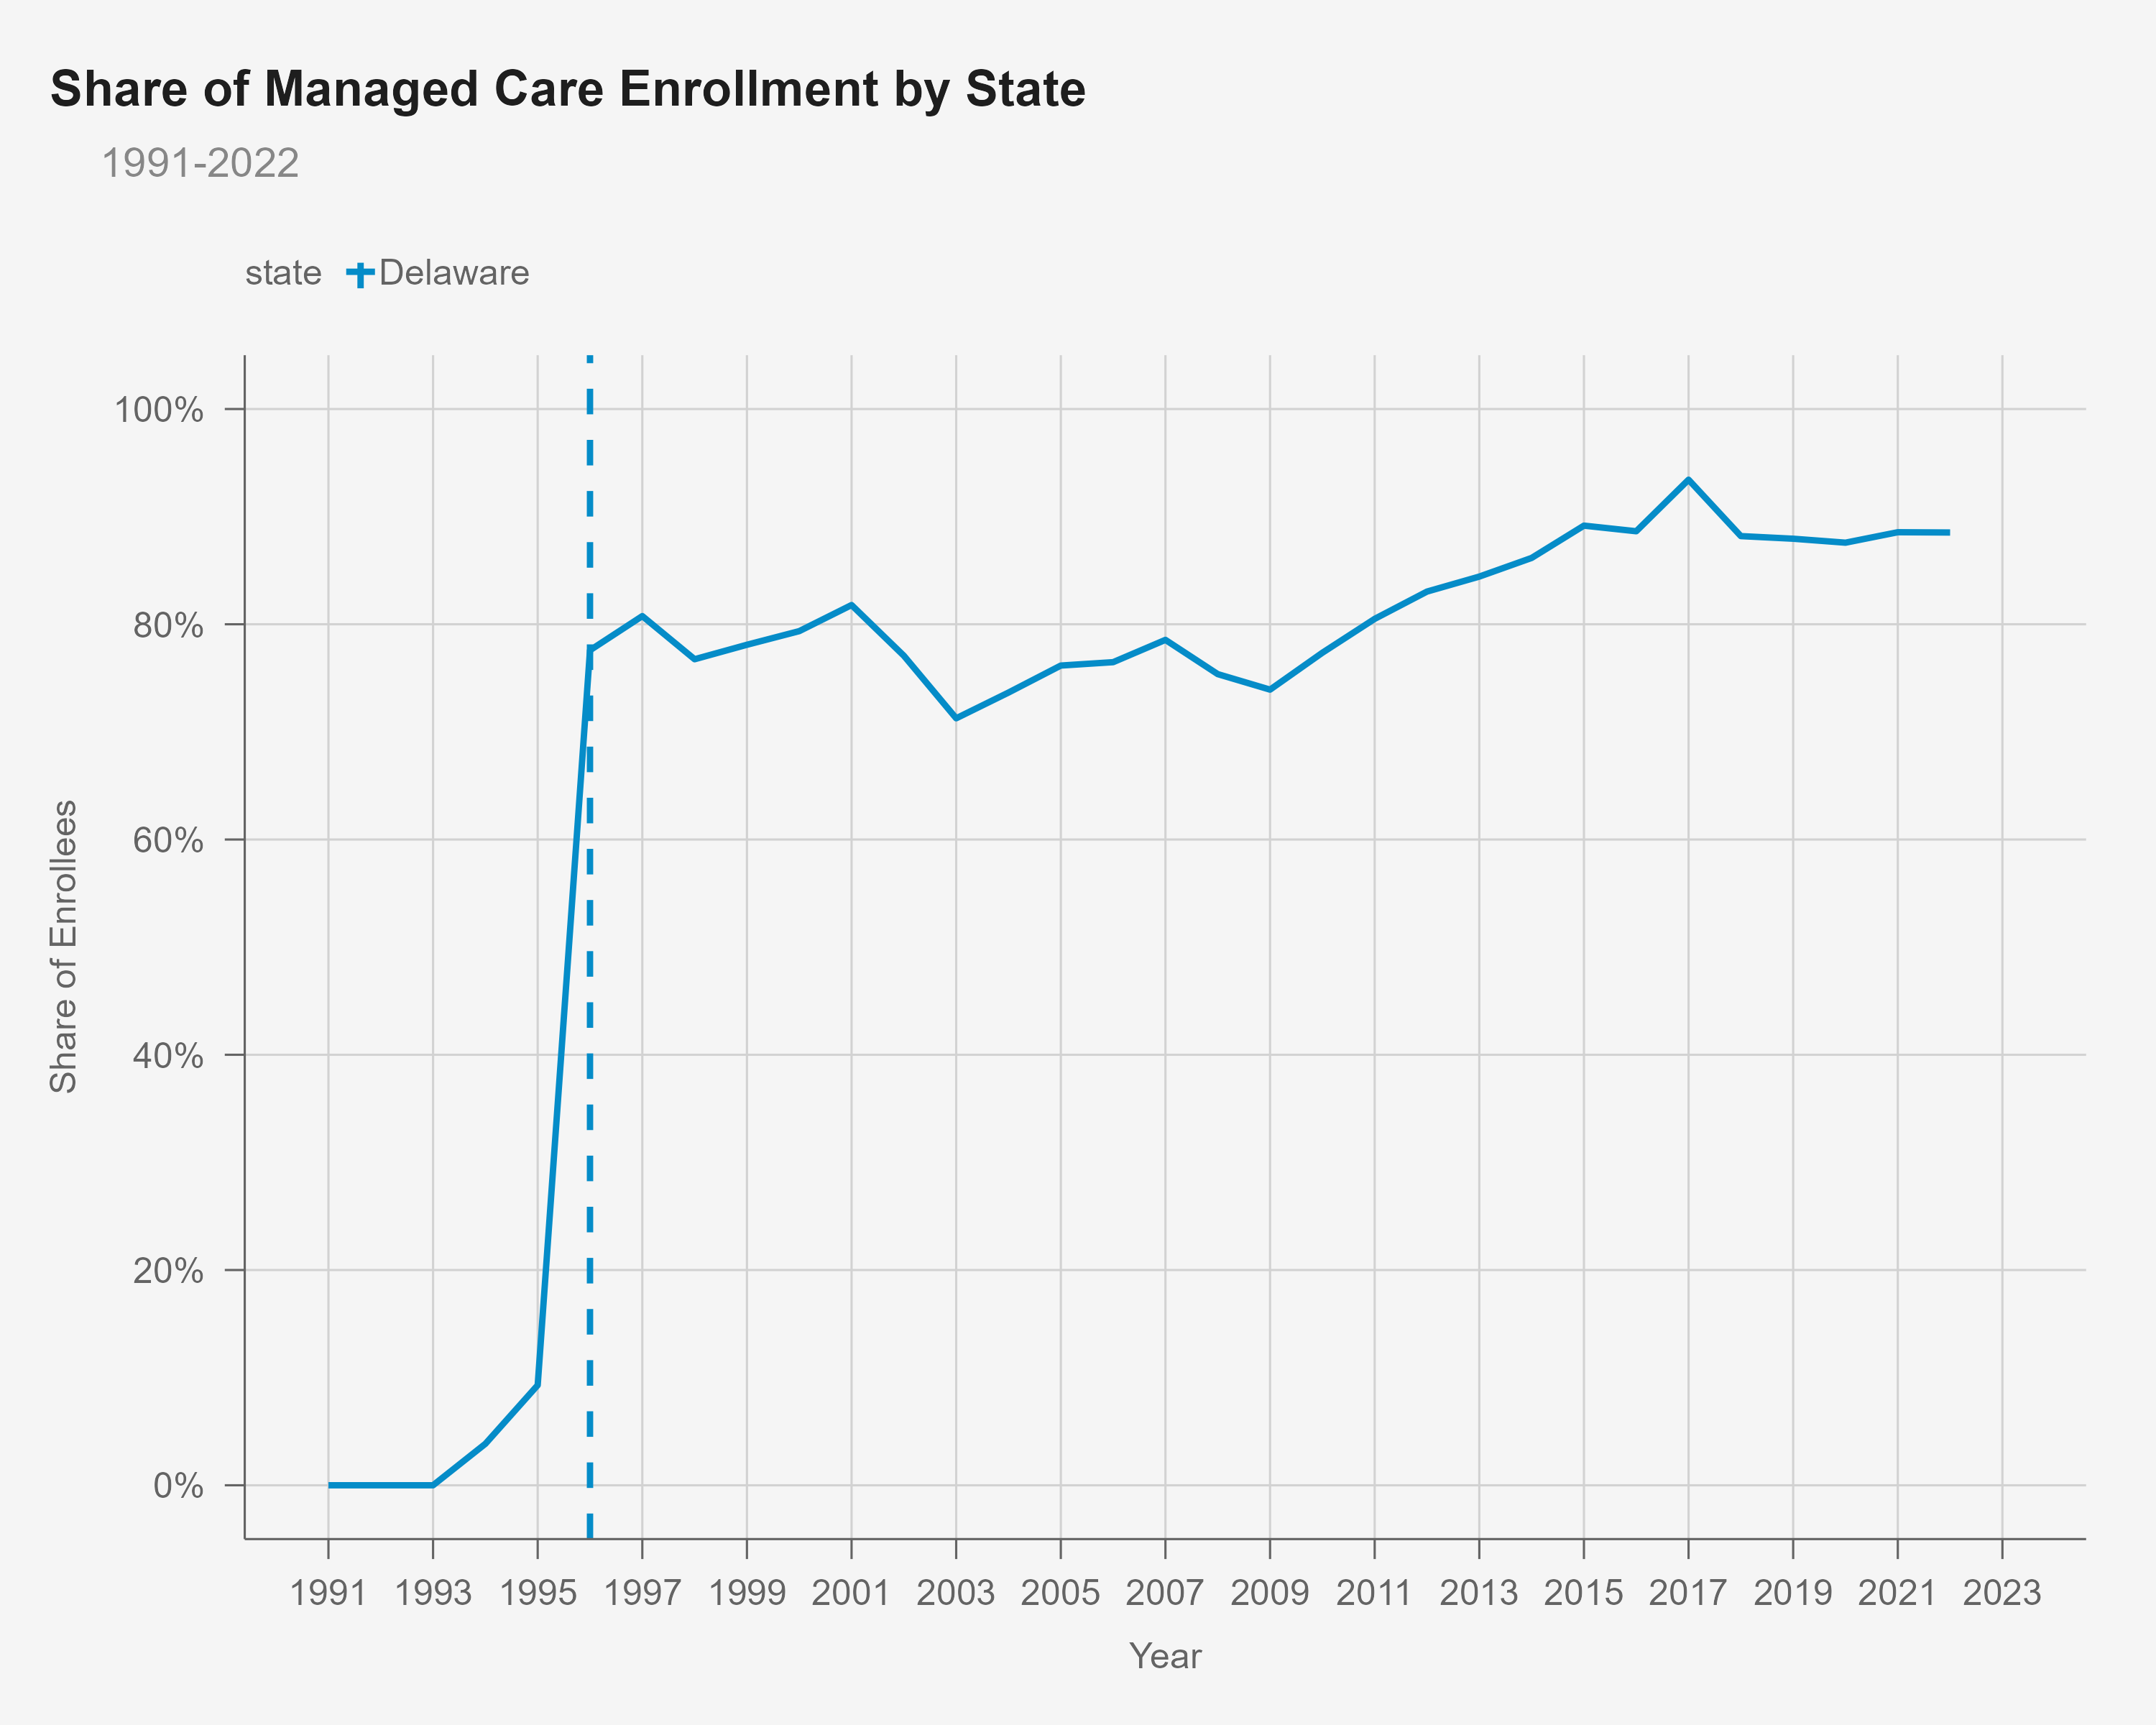 Share of Managed Care Enrollment by State
1991-2022
state Delaware
100%
80%
60%
40%
20%
0%
Share of Enrollees
1991 1993 1995 1997 1999 2001 2003 2005 2007 2009 2011 2013 2015 2017 2019 2021 2023
Year